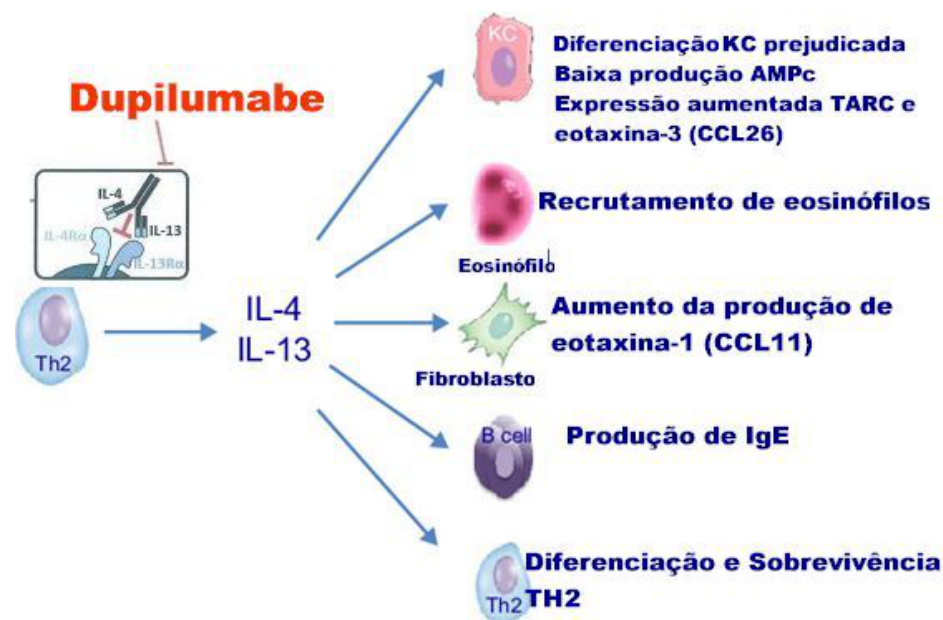 KC
Diferenciação KC prejudicada
Baixa produção AMPc
Expressão aumentada TARC e
eotaxina-3 (CCL26)
Dupilumabe
IL-4
IL-13
IL-4Rα
IL-13Rα
Recrutamento de eosinófilos
Eosinófilo
Th2
IL-4
IL-13
Aumento da produção de
eotaxina-1 (CCL11)
Fibroblasto
B cell
Produção de IgE
Diferenciação e Sobrevivência
TH2
Th2